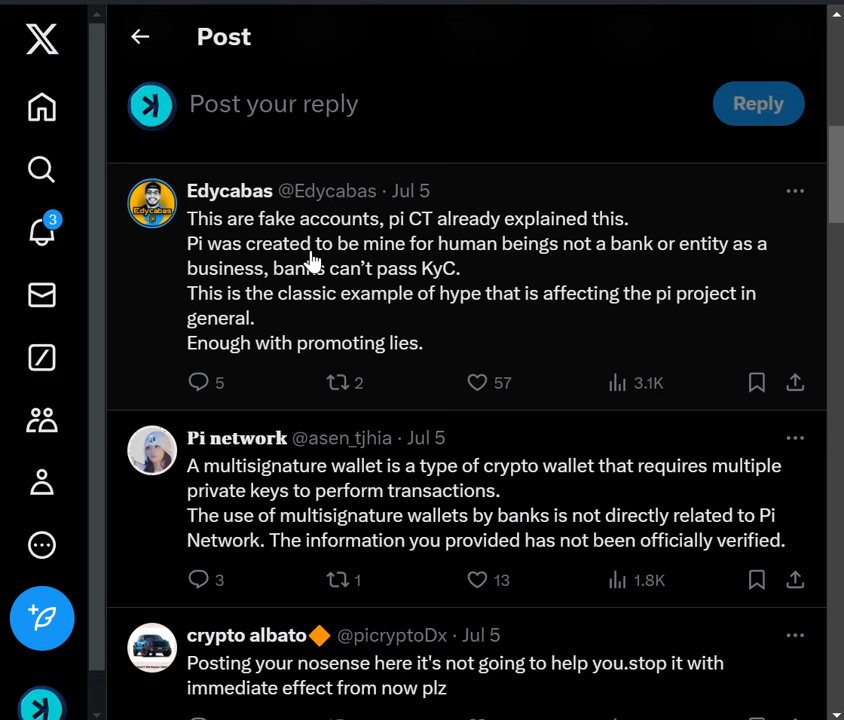 Post
Post your reply
Reply
Edycabas @Edycabas · Jul 5
This are fake accounts, pi CT already explained this.
3
Pi was created to be mine for human beings not a bank or entity as a
business, banks can't pass KyC.
This is the classic example of hype that is affecting the pi project in
general.
Enough with promoting lies.
5 2 57 3.1K
Pi network @asen_tjhia · Jul 5
A multisignature wallet is a type of crypto wallet that requires multiple
private keys to perform transactions.
The use of multisignature wallets by banks is not directly related to Pi
Network. The information you provided has not been officially verified.
3 1 13 1.8K
crypto albato🔶 @picryptoDx · Jul 5
Posting your nosense here it's not going to help you.stop it with
immediate effect from now plz